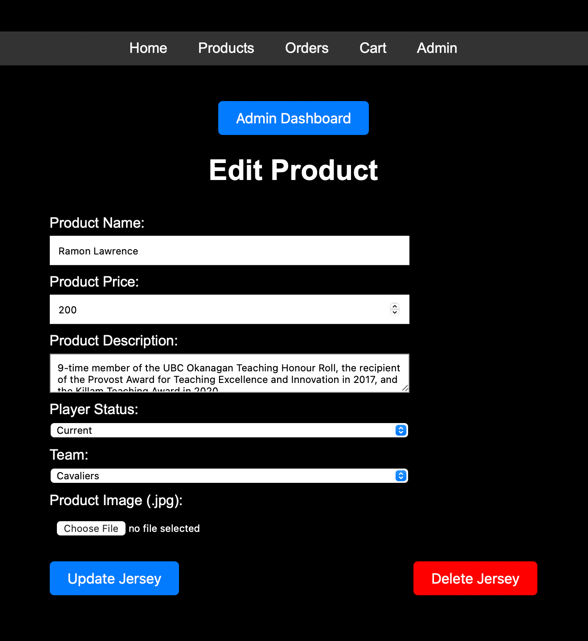 Home Products Orders Cart Admin
Admin Dashboard
Edit Product
Product Name:
Ramon Lawrence
Product Price:
200
Product Description:
9-time member of the UBC Okanagan Teaching Honour Roll, the recipient
of the Provost Award for Teaching Excellence and Innovation in 2017, and
the Killam Teaching Award in 2020
Player Status:
Current
Team:
Cavaliers
Product Image (.jpg):
Choose File no file selected
Update Jersey Delete Jersey